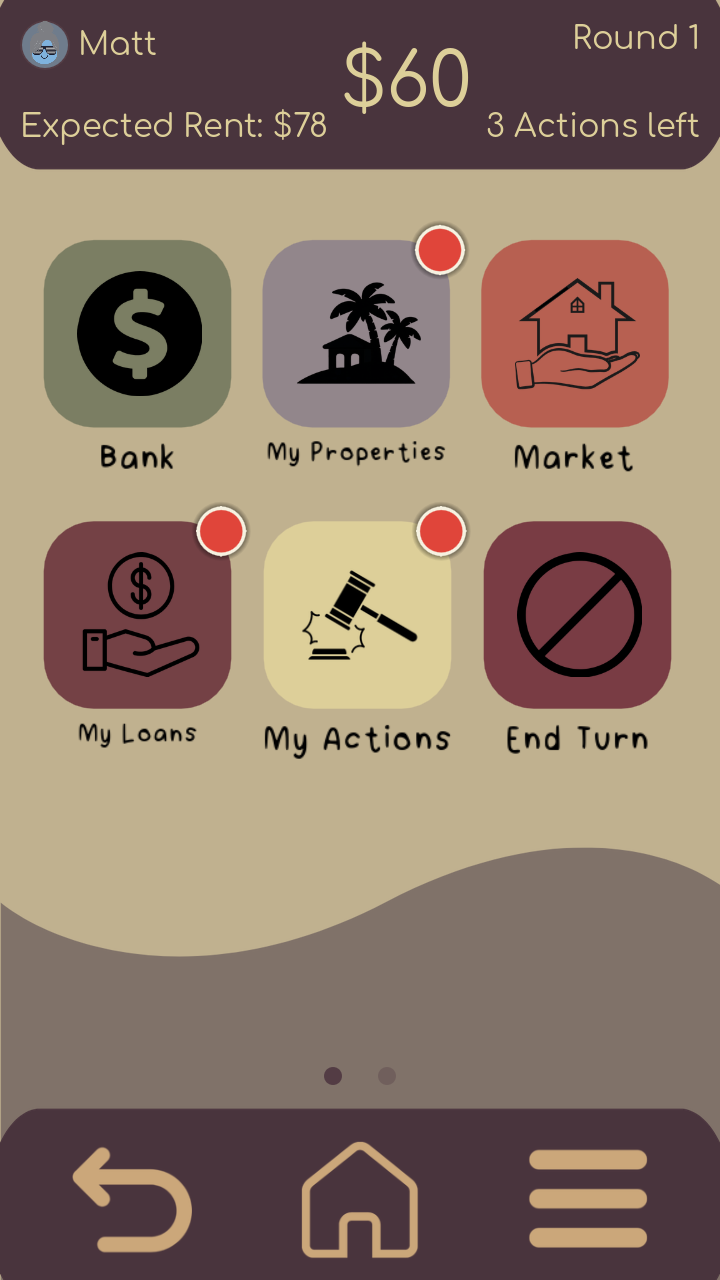 Matt
$60
Round 1
Expected Rent: $78
3 Actions left
Bank
My Properties
Market
My Loans
My Actions
End Turn